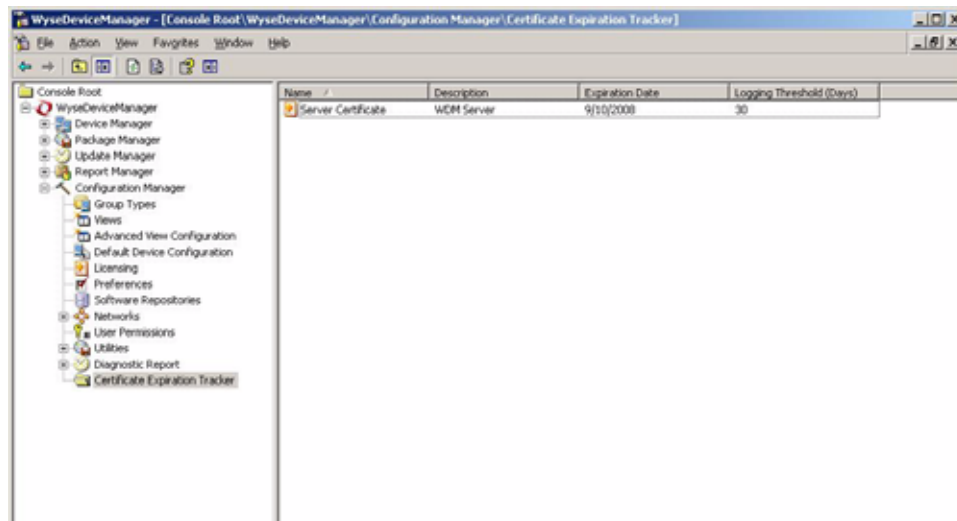 WyseDeviceManager - [Console Root\WyseDeviceManager\Configuration Manager\Certificate Expiration Tracker]
File Action View Favorites Window Help
Console Root
WyseDeviceManager
Device Manager
Package Manager
Update Manager
Report Manager
Configuration Manager
Group Types
Views
Advanced View Configuration
Default Device Configuration
Licensing
Preferences
Software Repositories
Networks
User Permissions
Utilities
Diagnostic Report
Certificate Expiration Tracker
Name Description Expiration Date Logging Threshold (Days)
Server Certificate WDM Server 9/10/2008 30